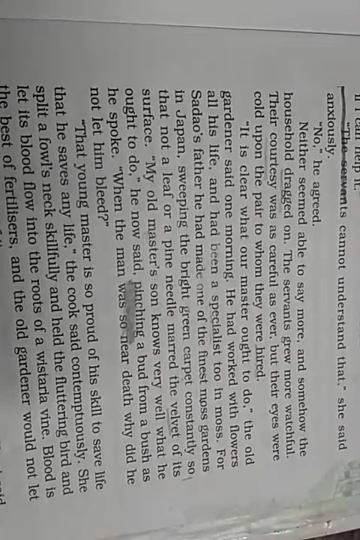 can help it.
"The servants cannot understand that," she said
anxiously.
"No," he agreed.
Neither seemed able to say more, and somehow the
household dragged on. The servants grew more watchful.
Their courtesy was as careful as ever, but their eyes were
cold upon the pair to whom they were hired.
"It is clear what our master ought to do," the old
gardener said one morning. He had worked with flowers
all his life, and had been a specialist too in moss. For
Sadao's father he had made one of the finest moss gardens
in Japan, sweeping the bright green carpet constantly so
that not a leaf or a pine needle marred the velvet of its
surface. "My old master's son knows very well what he
ought to do," he now said, pinching a bud from a bush as
he spoke. "When the man was so near death why did he
not let him bleed?"
"That young master is so proud of his skill to save life
that he saves any life," the cook said contemptuously. She
split a fowl's neck skillfully and held the fluttering bird and
let its blood flow into the roots of a wistaria vine. Blood is
the best of fertilisers, and the old gardener would not let
said